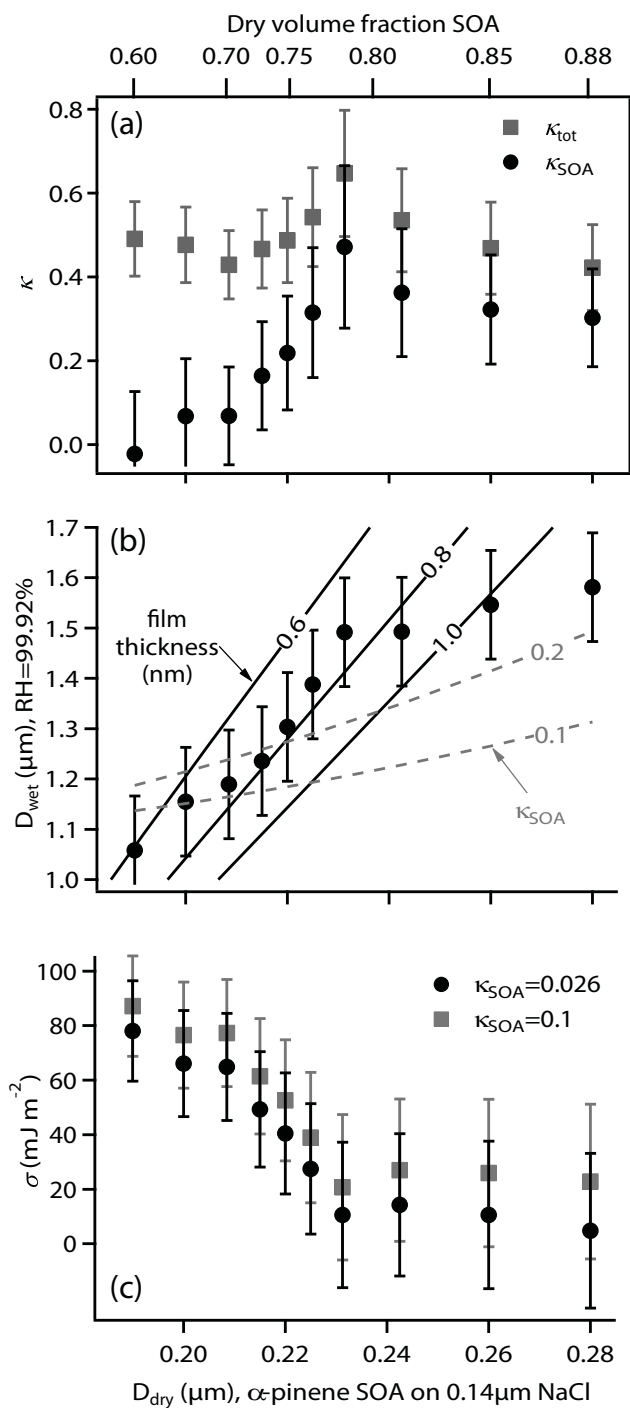 Dry volume fraction SOA
0.60 0.70 0.75 0.80 0.85 0.88
(a)
κtot
κSOA
0.8
0.6
0.4
0.2
0.0
κ
(b)
1.7
1.6
1.5
1.4
1.3
1.2
1.1
1.0
Dwet (μm), RH=99.92%
film
thickness
(nm)
0.6
0.8
1.0
0.2
0.1
κSOA
κSOA=0.026
κSOA=0.1
100
80
60
40
20
0
σ (mJ m⁻²)
(c)
0.20 0.22 0.24 0.26 0.28
Ddry (μm), α-pinene SOA on 0.14μm NaCl